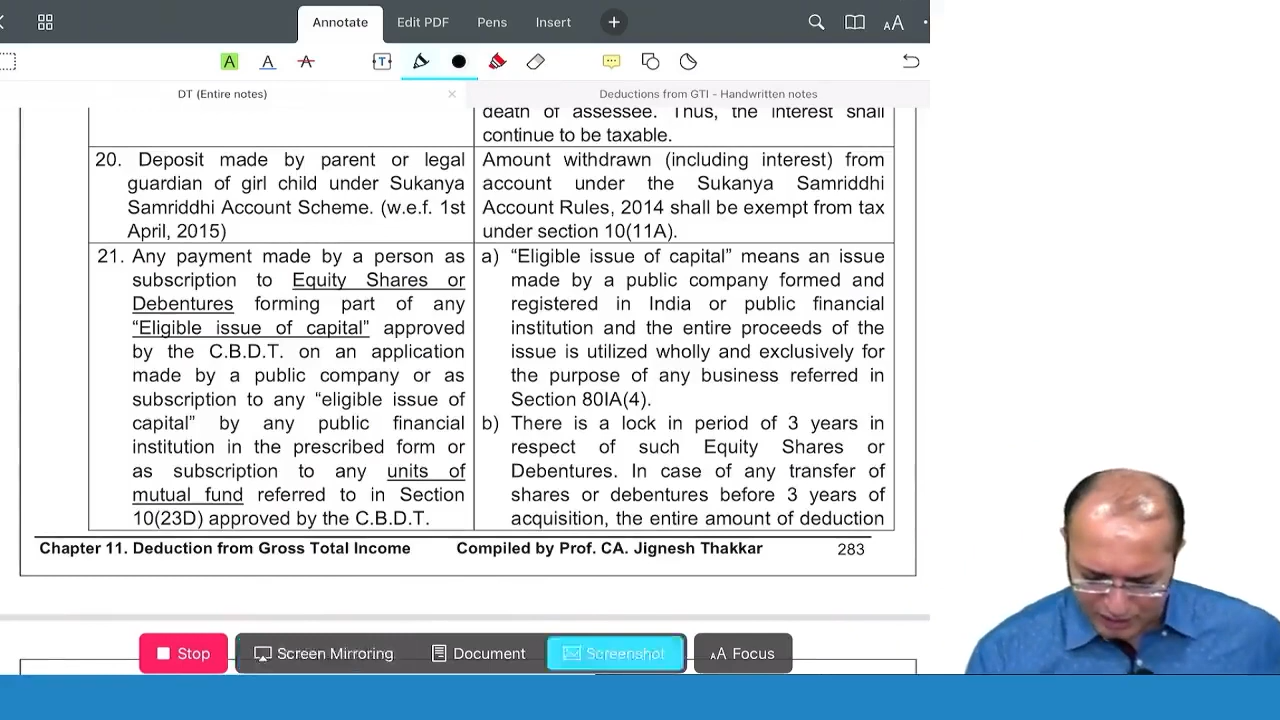 Annotate
Edit PDF
Pens
Insert
AA
A A A T
DT (Entire notes)
Deductions from GTI - Handwritten notes
death of assessee. Thus, the interest shall
continue to be taxable.
20. Deposit made by parent or legal
guardian of girl child under Sukanya
Samriddhi Account Scheme. (w.e.f. 1st
April, 2015)
Amount withdrawn (including interest) from
account under the Sukanya Samriddhi
Account Rules, 2014 shall be exempt from tax
under section 10(11A).
21. Any payment made by a person as
subscription to Equity Shares or
Debentures forming part of any
“Eligible issue of capital” approved
by the C.B.D.T. on an application
made by a public company or as
subscription to any “eligible issue of
capital” by any public financial
institution in the prescribed form or
as subscription to any units of
mutual fund referred to in Section
10(23D) approved by the C.B.D.T.
a) “Eligible issue of capital” means an issue
made by a public company formed and
registered in India or public financial
institution and the entire proceeds of the
issue is utilized wholly and exclusively for
the purpose of any business referred in
Section 80IA(4).
b) There is a lock in period of 3 years in
respect of such Equity Shares or
Debentures. In case of any transfer of
shares or debentures before 3 years of
acquisition, the entire amount of deduction
Chapter 11. Deduction from Gross Total Income Compiled by Prof. CA. Jignesh Thakkar 283
Stop
Screen Mirroring
Document
Screenshot
AA Focus